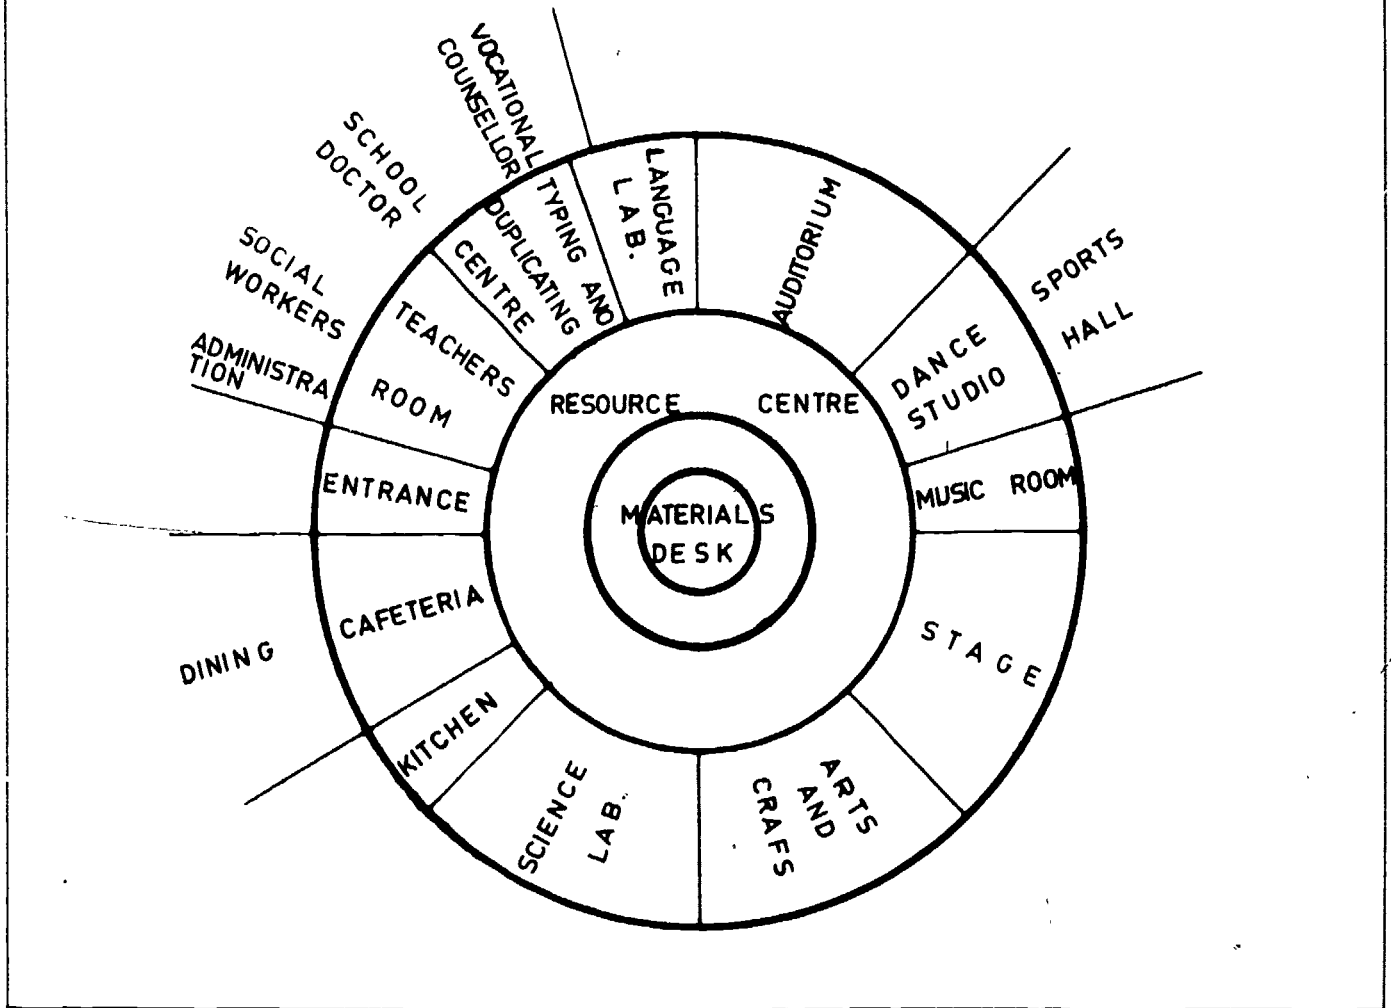 VOCATIONAL
COUNSELLOR
SCHOOL
DOCTOR
SOCIAL
WORKERS
ADMINISTRA
TION
TYPING AND
DUPLICATING
CENTRE
LANGUAGE
LAB.
AUDITORIUM
SPORTS
HALL
TEACHERS
ROOM
DANCE
STUDIO
RESOURCE CENTRE
ENTRANCE
MUSIC ROOM
MATERIALS
DESK
CAFETERIA
DINING
STAGE
KITCHEN
SCIENCE
LAB.
ARTS
AND
CRAFS